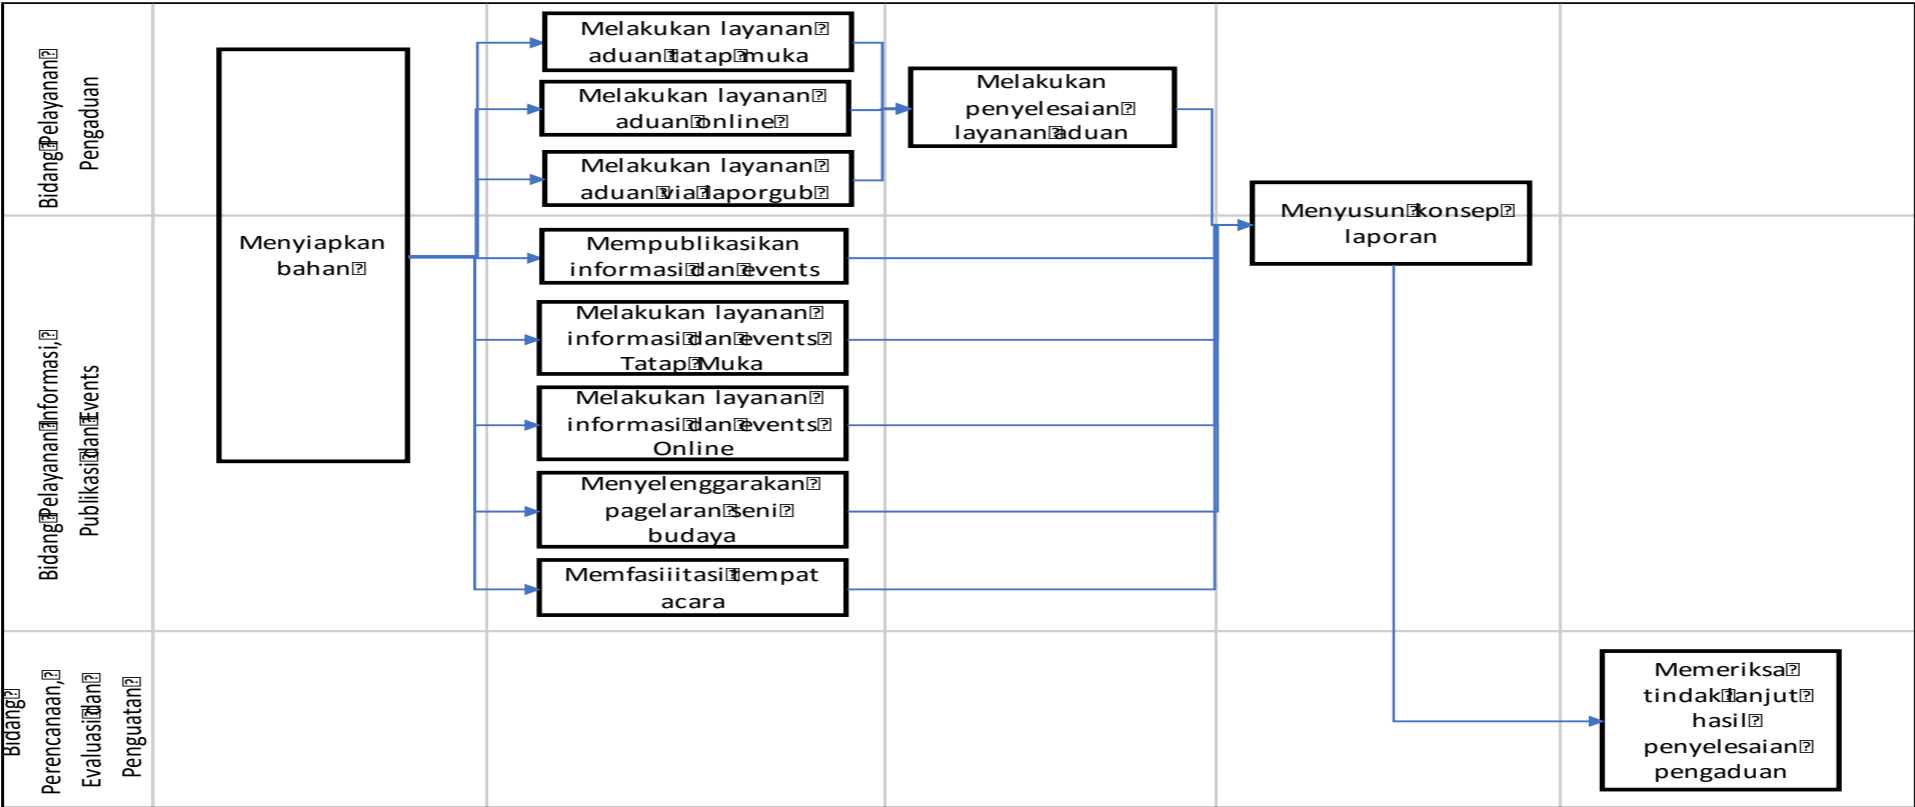 Bidang Pelayanan
Pengaduan
Menyiapkan
bahan
Melakukan layanan
aduan tatap muka
Melakukan layanan
aduan online
Melakukan layanan
aduan via laporgub
Melakukan
penyelesaian
layanan aduan
Menyusun konsep
laporan
Bidang Pelayanan Informasi,
Publikasi dan Events
Mempublikasikan
informasi dan events
Melakukan layanan
informasi dan events
Tatap Muka
Melakukan layanan
informasi dan events
Online
Menyelenggarakan
pagelaran seni
budaya
Memfasiiitasi tempat
acara
Bidang
Perencanaan,
Evaluasi dan
Penguatan
Memeriksa
tindak lanjut
hasil
penyelesaian
pengaduan